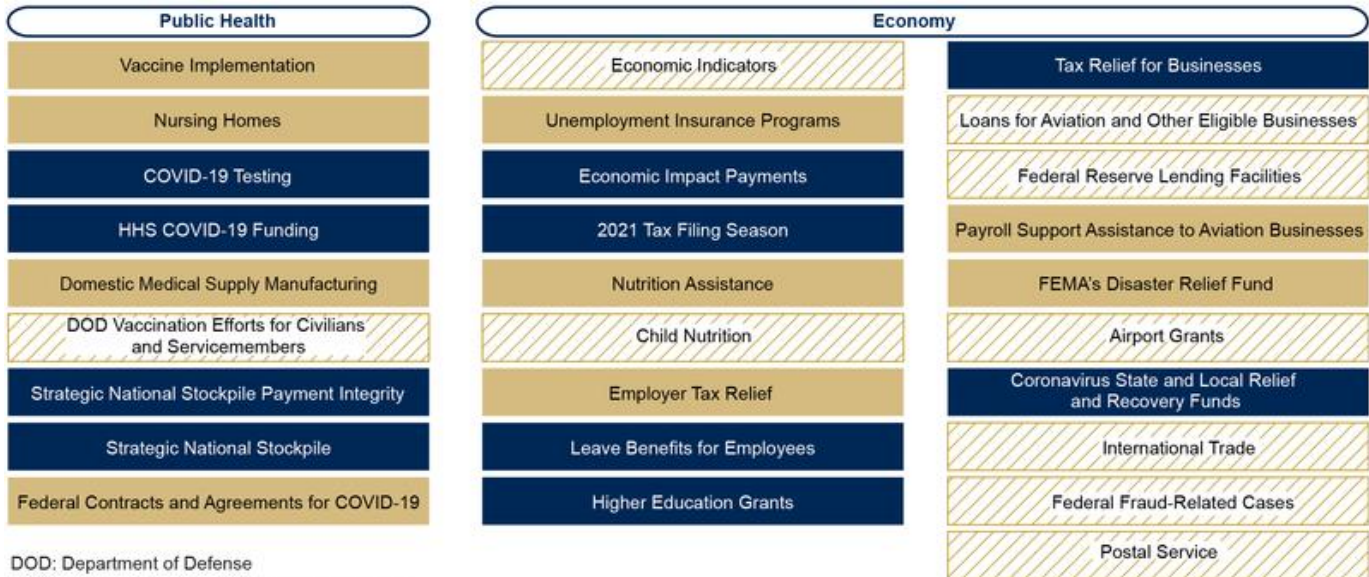 Public Health
Vaccine Implementation
Nursing Homes
COVID-19 Testing
HHS COVID-19 Funding
Domestic Medical Supply Manufacturing
DOD Vaccination Efforts for Civilians
and Servicemembers
Strategic National Stockpile Payment Integrity
Strategic National Stockpile
Federal Contracts and Agreements for COVID-19
DOD: Department of Defense
Economy
Economic Indicators
Unemployment Insurance Programs
Economic Impact Payments
2021 Tax Filing Season
Nutrition Assistance
Child Nutrition
Employer Tax Relief
Leave Benefits for Employees
Higher Education Grants
Tax Relief for Businesses
Loans for Aviation and Other Eligible Businesses
Federal Reserve Lending Facilities
Payroll Support Assistance to Aviation Businesses
FEMA's Disaster Relief Fund
Airport Grants
Coronavirus State and Local Relief
and Recovery Funds
International Trade
Federal Fraud-Related Cases
Postal Service